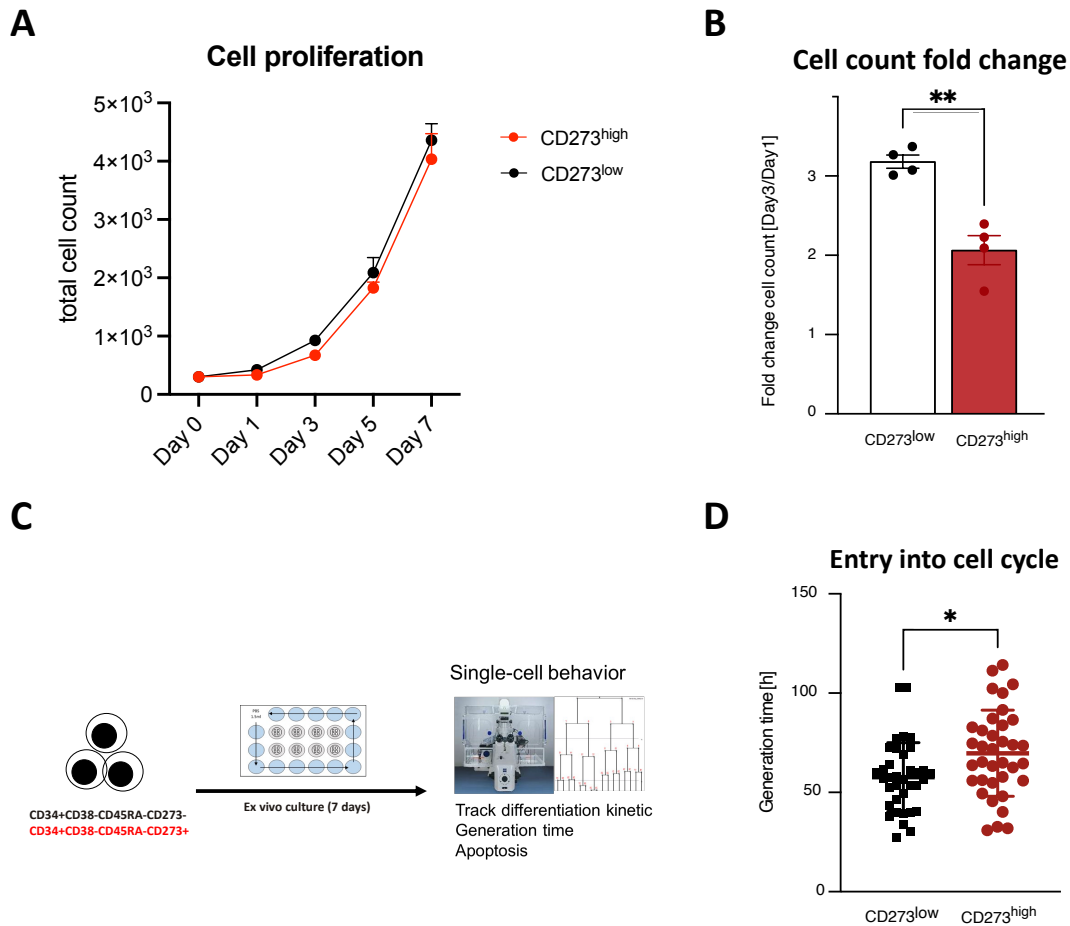 A
Cell proliferation
total cell count
5×10³
4×10³
3×10³
2×10³
1×10³
0
Day 0
Day 1
Day 3
Day 5
Day 7
CD273high
CD273low
B
Cell count fold change
**
Fold change cell count [Day3/Day1]
3
2
1
0
CD273low
CD273high
C
CD34+CD38-CD45RA-CD273-
CD34+CD38-CD45RA-CD273+
PBS
Ex vivo culture (7 days)
Single-cell behavior
Track differentiation kinetic
Generation time
Apoptosis
D
Entry into cell cycle
*
Generation time [h]
150
100
50
0
CD273low
CD273high